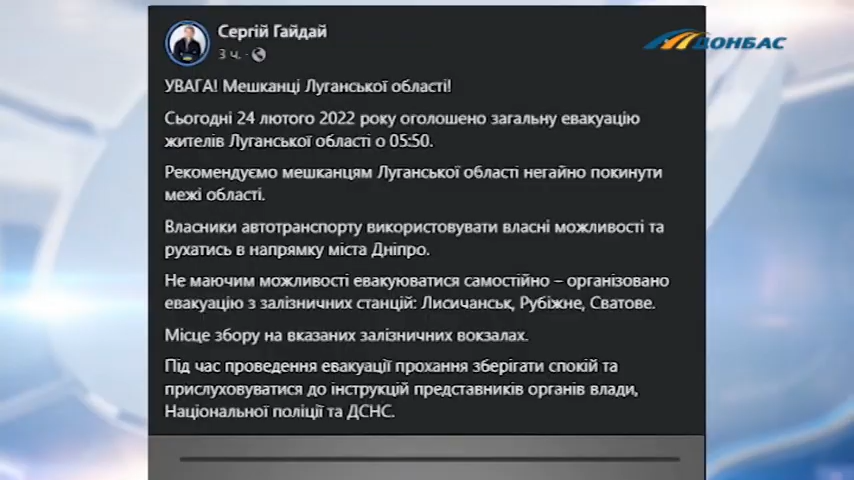 Сергій Гайдай
3 ч. ·
ДОНБАС
УВАГА! Мешканці Луганської області!
Сьогодні 24 лютого 2022 року оголошено загальну евакуацію
жителів Луганської області о 05:50.
Рекомендуємо мешканцям Луганської області негайно покинути
межі області.
Власники автотранспорту використовувати власні можливості та
рухатись в напрямку міста Дніпро.
Не маючим можливості евакуюватися самостійно – організовано
евакуацію з залізничних станцій: Лисичанськ, Рубіжне, Сватове.
Місце збору на вказаних залізничних вокзалах.
Під час проведення евакуації прохання зберігати спокій та
прислуховуватися до інструкцій представників органів влади,
Національної поліції та ДСНС.